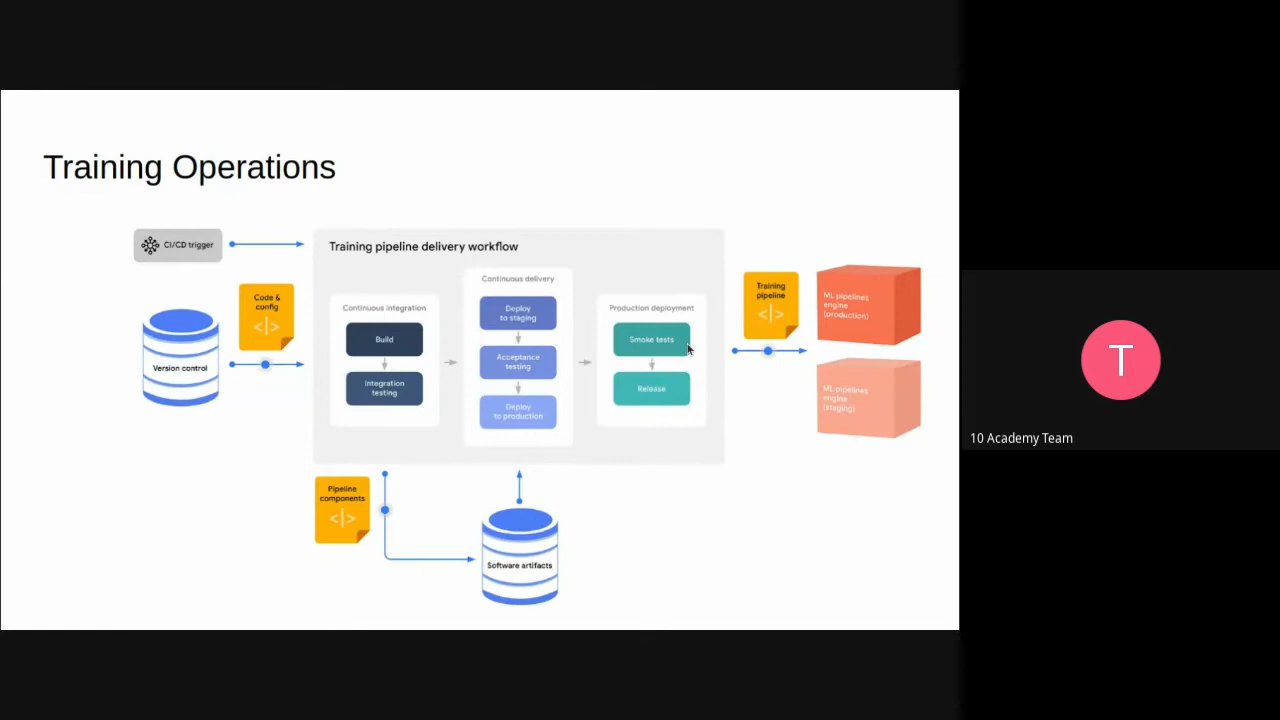 Training Operations
CI/CD trigger
Training pipeline delivery workflow
Code &
config
</>
Version control
Continuous integration
Build
Integration
testing
Continuous delivery
Deploy
to staging
Acceptance
testing
Deploy
to production
Production deployment
Smoke tests
Release
Training
pipeline
</>
ML pipelines
engine
(production)
ML pipelines
engine
(staging)
Pipeline
components
</>
Software artifacts
T
10 Academy Team